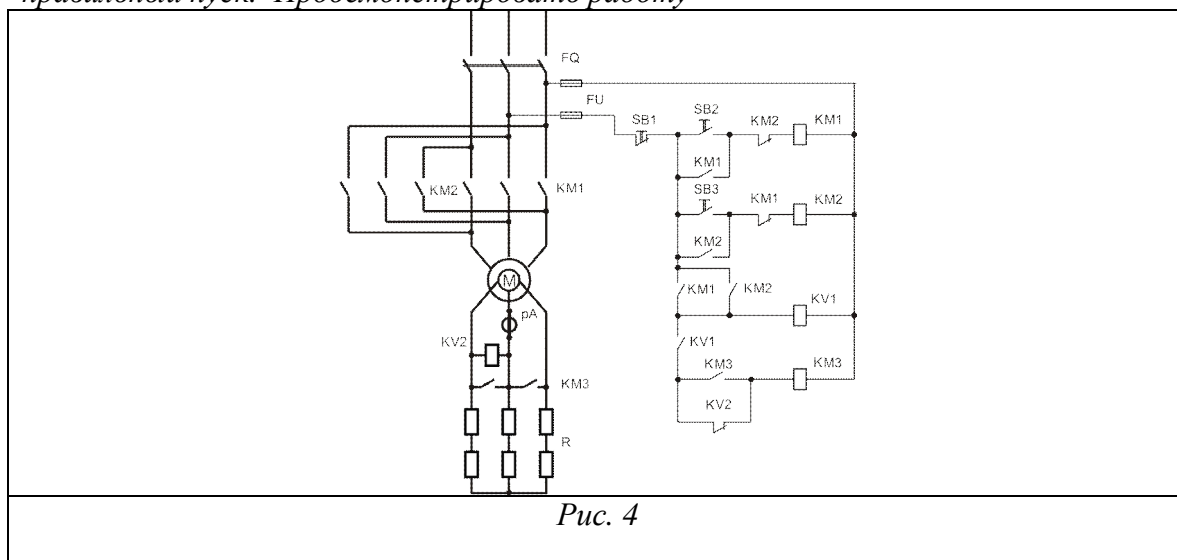 правильный пуск. Продемонстрировать работу
FQ
FU
SB1
SB2
KM2
KM1
KM1
KM2
KM1
SB3
KM1
KM2
KM2
M
KM1
KM2
KV1
pA
KV2
KV1
KM3
KM3
KM3
KV2
R
Рис. 4